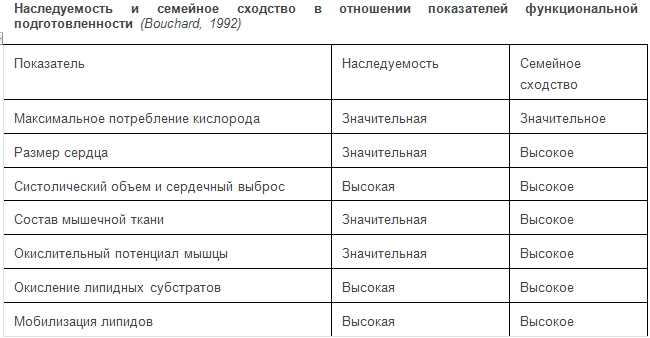 Наследуемость и семейное сходство в отношении показателей функциональной
подготовленности (Bouchard, 1992)
Показатель Наследуемость Семейное
сходство
Максимальное потребление кислорода Значительная Значительное
Размер сердца Значительная Высокое
Систолический объем и сердечный выброс Высокая Высокое
Состав мышечной ткани Значительная Высокое
Окислительный потенциал мышцы Значительная Высокое
Окисление липидных субстратов Высокая Высокое
Мобилизация липидов Высокая Высокое